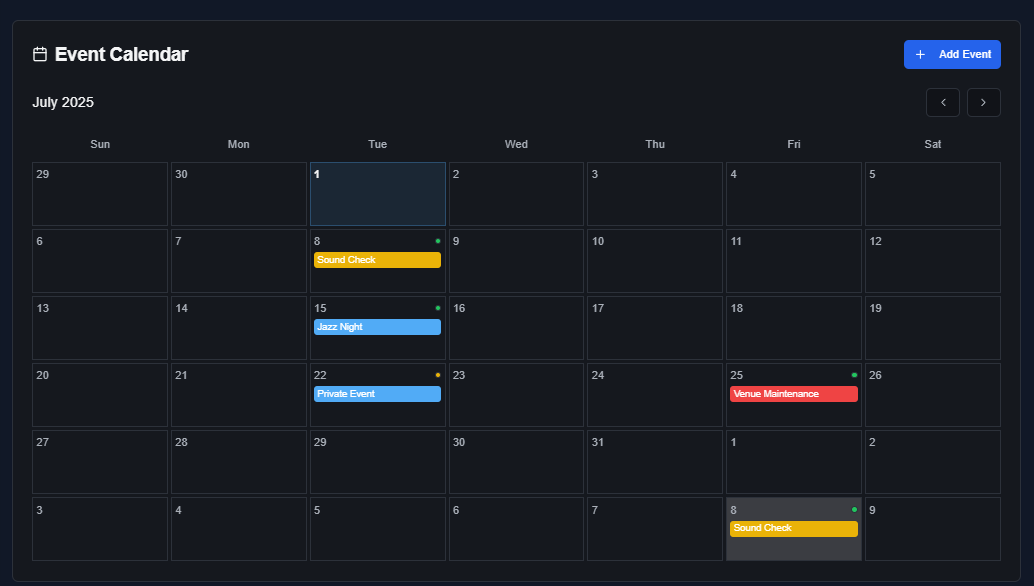 Event Calendar
+ Add Event
July 2025
Sun Mon Tue Wed Thu Fri Sat
29 30 1 2 3 4 5
6 7 8 9 10 11 12
Sound Check
13 14 15 16 17 18 19
Jazz Night
20 21 22 23 24 25 26
Private Event Venue Maintenance
27 28 29 30 31 1 2
3 4 5 6 7 8 9
Sound Check